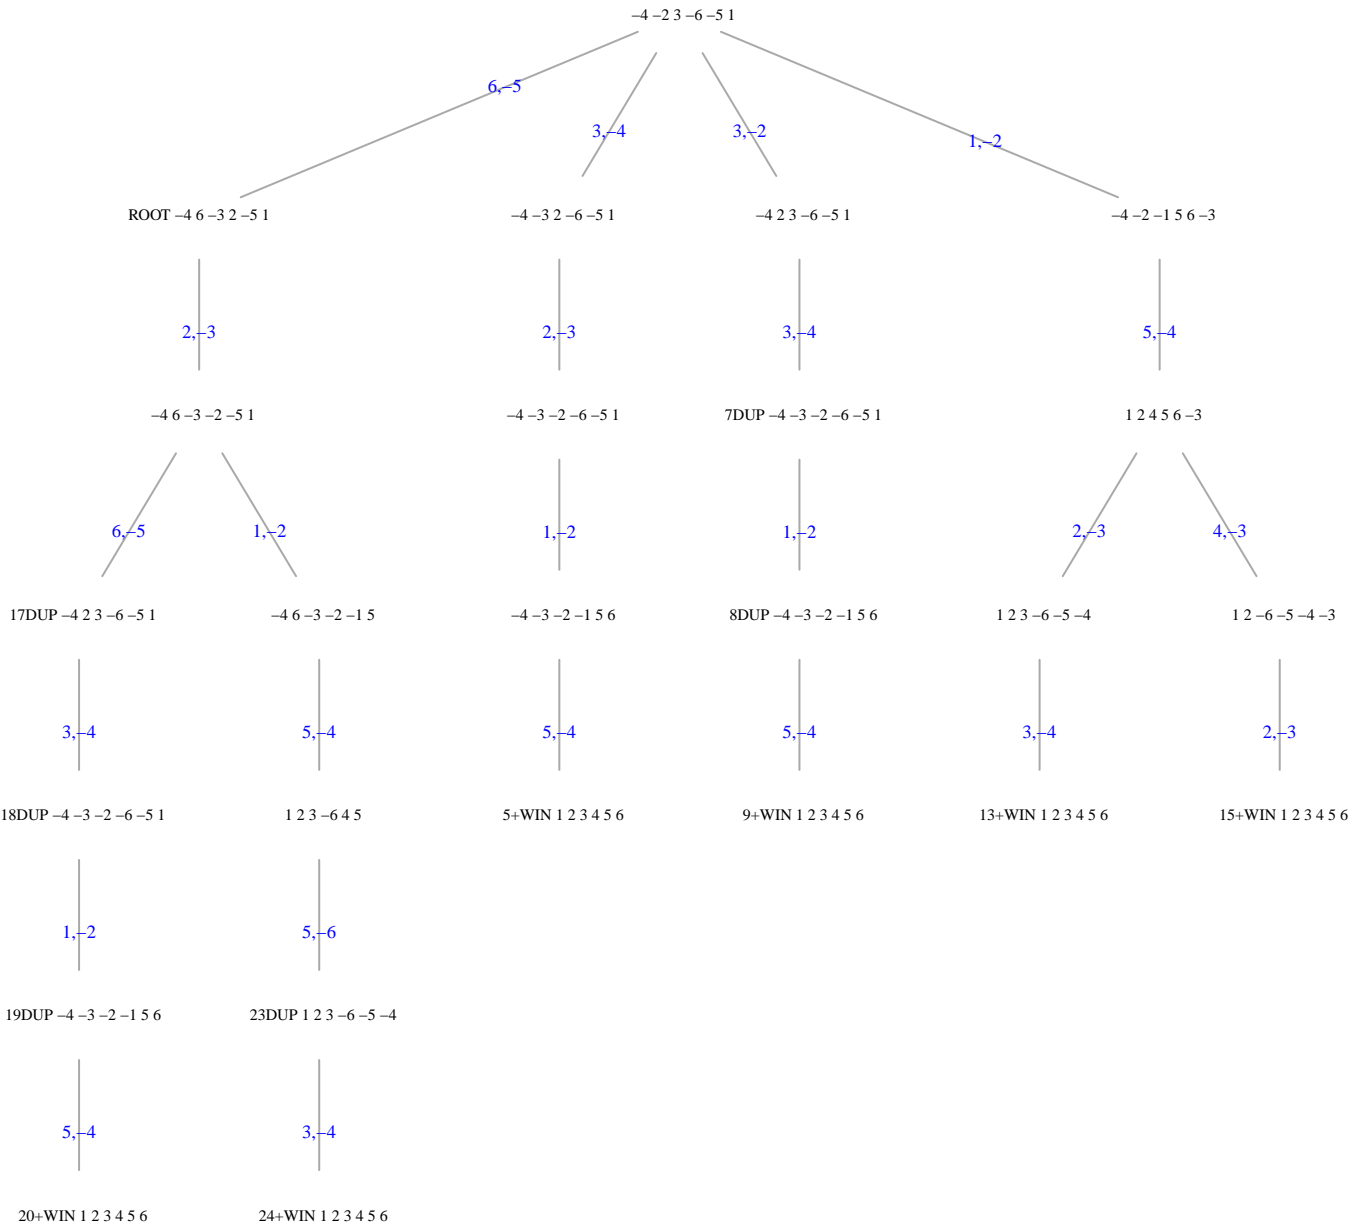 –4 –2 3 –6 –5 1
6,–5
3,–4
3,–2
1,–2
ROOT –4 6 –3 2 –5 1
–4 –3 2 –6 –5 1
–4 2 3 –6 –5 1
–4 –2 –1 5 6 –3
2,–3
2,–3
3,–4
5,–4
–4 6 –3 –2 –5 1
–4 –3 –2 –6 –5 1
7DUP –4 –3 –2 –6 –5 1
1 2 4 5 6 –3
6,–5
1,–2
1,–2
1,–2
2,–3
4,–3
17DUP –4 2 3 –6 –5 1
–4 6 –3 –2 –1 5
–4 –3 –2 –1 5 6
8DUP –4 –3 –2 –1 5 6
1 2 3 –6 –5 –4
1 2 –6 –5 –4 –3
3,–4
5,–4
5,–4
5,–4
3,–4
2,–3
18DUP –4 –3 –2 –6 –5 1
1 2 3 –6 4 5
5+WIN 1 2 3 4 5 6
9+WIN 1 2 3 4 5 6
13+WIN 1 2 3 4 5 6
15+WIN 1 2 3 4 5 6
1,–2
5,–6
19DUP –4 –3 –2 –1 5 6
23DUP 1 2 3 –6 –5 –4
5,–4
3,–4
20+WIN 1 2 3 4 5 6
24+WIN 1 2 3 4 5 6